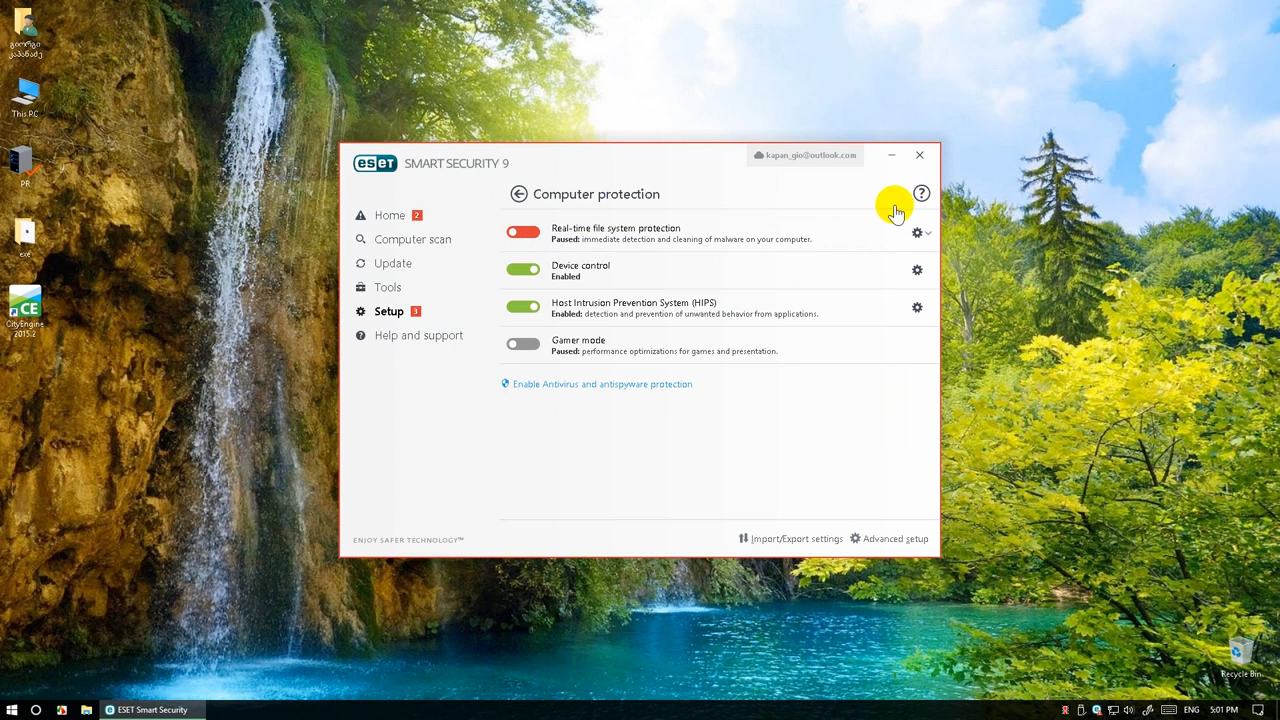 გიორგი
კაპანაძე
This PC
PR
exe
CityEngine
2015.2
eset SMART SECURITY 9
kapan_gio@outlook.com
Computer protection
?
Home 2
Computer scan
Update
Tools
Setup 3
Help and support
Real-time file system protection
Paused: immediate detection and cleaning of malware on your computer.
Device control
Enabled
Host Intrusion Prevention System (HIPS)
Enabled: detection and prevention of unwanted behavior from applications.
Gamer mode
Paused: performance optimizations for games and presentation.
Enable Antivirus and antispyware protection
ENJOY SAFER TECHNOLOGY™
Import/Export settings
Advanced setup
Recycle Bin
ESET Smart Security
ENG
5:01 PM